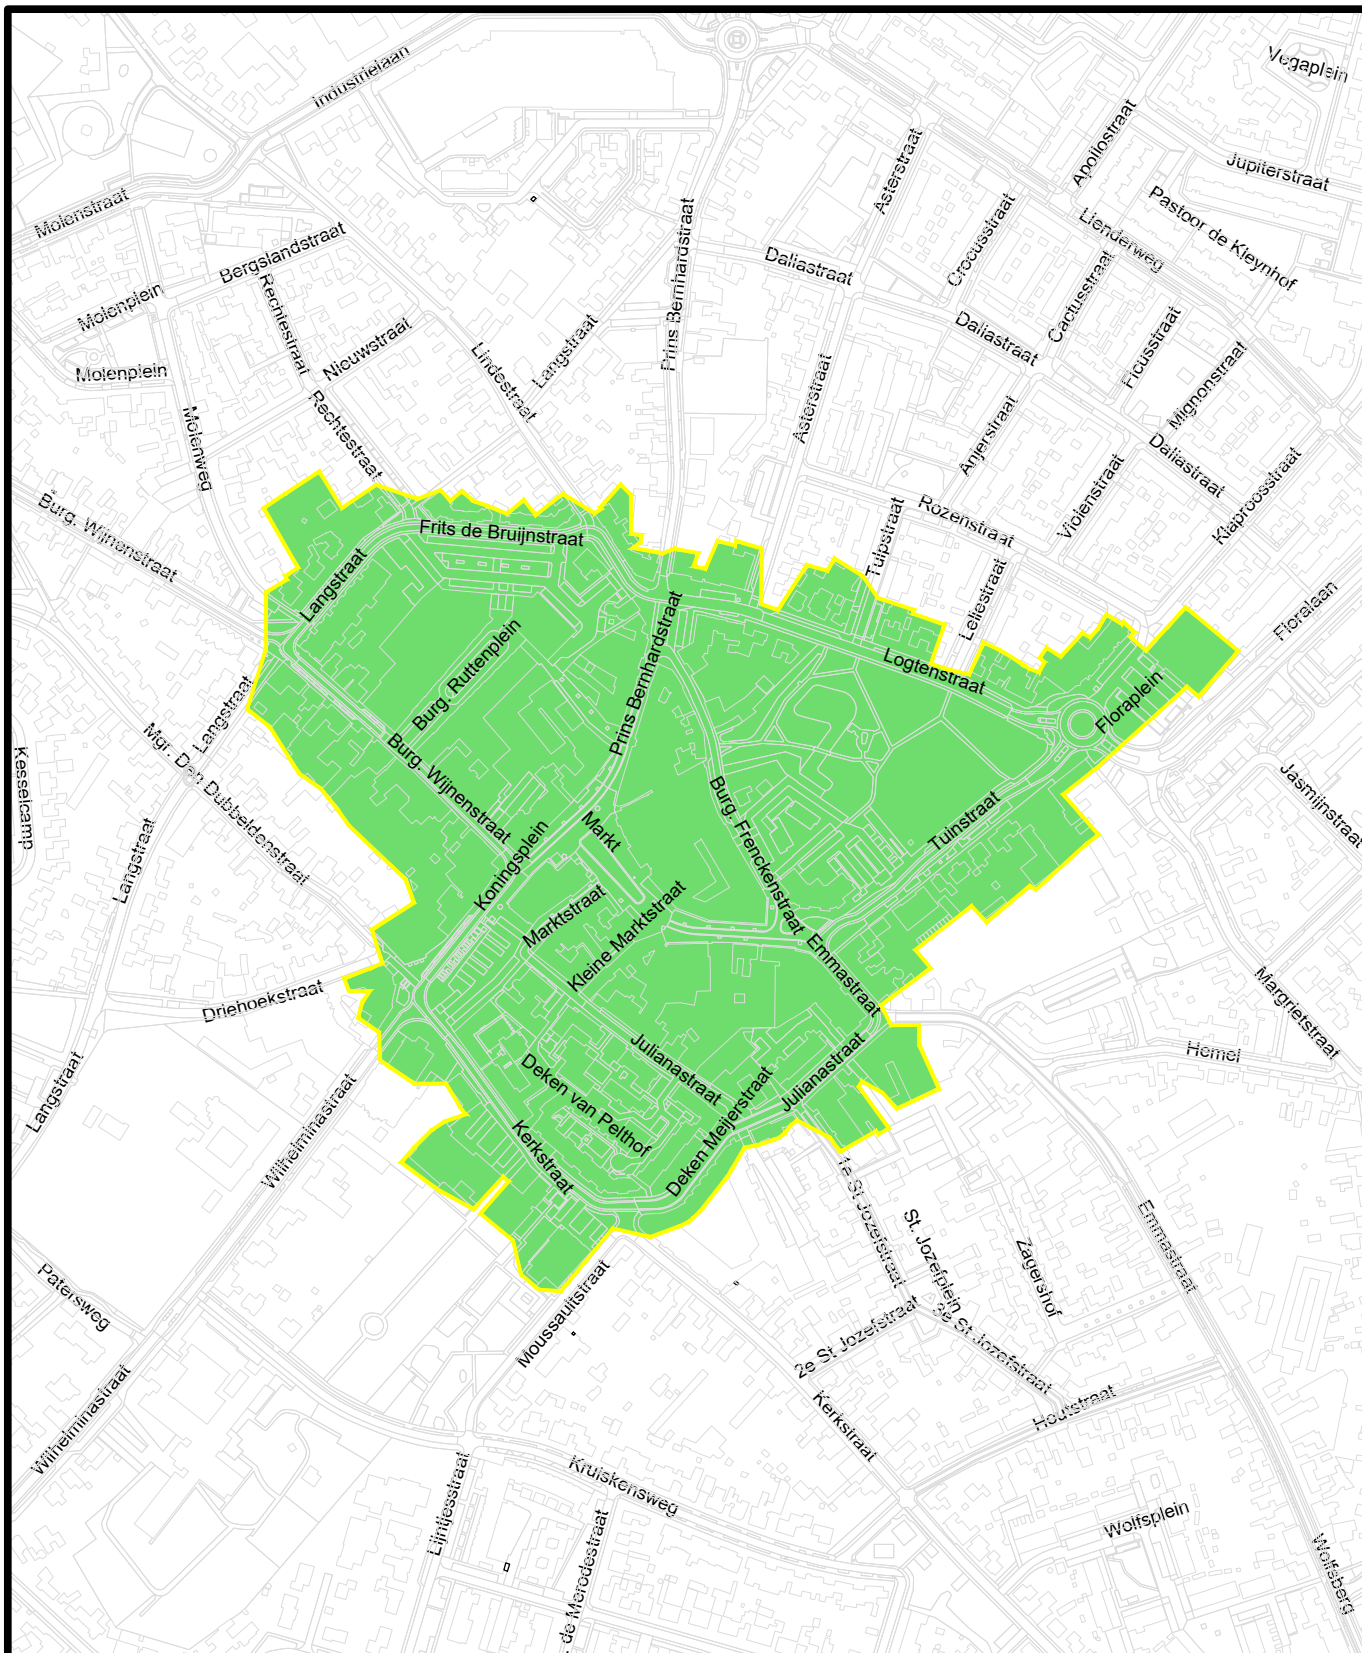 Vegaplein
Industrielaan
Apollostraat
Jupiterstraat
Asterstraat
Molenstraat
Pastoor de Kleynhof
Crocusstraat
Lienderweg
Bergslandstraat
Prins Bernhardstraat
Daliastraat
Cactusstraat
Molenplein
Rechtestraat
Nieuwstraat
Lindestraat
Langstraat
Daliastraat
Ficusstraat
Mignonstraat
Molenplein
Asterstraat
Anjerstraat
Molenweg
Rechtestraat
Daliastraat
Violenstraat
Klaproosstraat
Burg. Wijnenstraat
Frits de Bruijnstraat
Tulpstraat
Rozenstraat
Langstraat
Leliestraat
Floralaan
Burg. Ruttenplein
Prins Bernhardstraat
Logtenstraat
Floraplein
Langstraat
Mgr. Den Dubbeldenstraat
Kesselcamp
Burg. Wijnenstraat
Burg. Frenckenstraat
Tuinstraat
Jasmijnstraat
Langstraat
Koningsplein
Markt
Marktstraat
Kleine Marktstraat
Emmastraat
Driehoekstraat
Margrietstraat
Hemel
Langstraat
Julianastraat
Julianastraat
Deken van Pelthof
Deken Meijerstraat
Wilhelminastraat
Kerkstraat
1e St Jozefstraat
St. Jozefplein
Zagershof
Emmastraat
Patersweg
Moussaultstraat
2e St Jozefstraat
3e St Jozefstraat
Wilhelminastraat
Kerkstraat
Houtstraat
Lijntjesstraat
Kruiskensweg
de Merodestraat
Wolfsplein
Wolfsberg